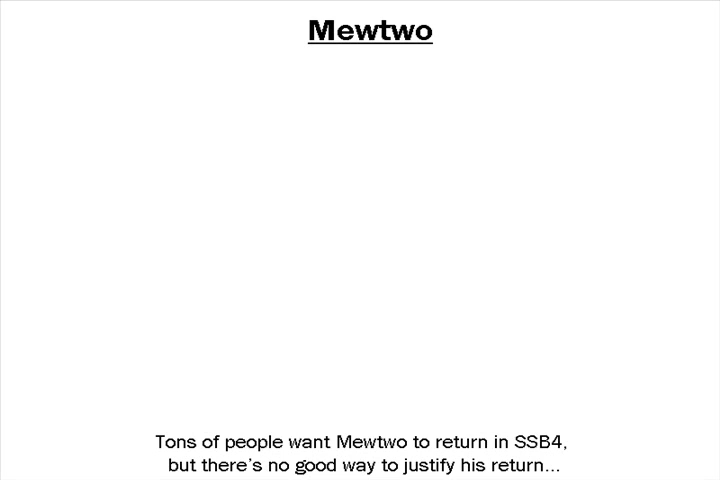 Mewtwo
Tons of people want Mewtwo to return in SSB4,
but there's no good way to justify his return...